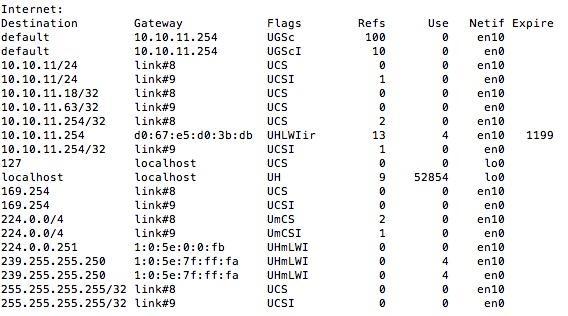 Internet:
Destination Gateway Flags Refs Use Netif Expire
default 10.10.11.254 UGSc 100 0 en10
default 10.10.11.254 UGScI 10 0 en0
10.10.11/24 link#8 UCS 0 0 en10
10.10.11/24 link#9 UCSI 1 0 en0
10.10.11.18/32 link#8 UCS 0 0 en10
10.10.11.63/32 link#9 UCS 0 0 en0
10.10.11.254/32 link#8 UCS 2 0 en10
10.10.11.254 d0:67:e5:d0:3b:db UHLWIir 13 4 en10 1199
10.10.11.254/32 link#9 UCSI 1 0 en0
127 localhost UCS 0 0 lo0
localhost localhost UH 9 52854 lo0
169.254 link#8 UCS 0 0 en10
169.254 link#9 UCSI 0 0 en0
224.0.0/4 link#8 UmCS 2 0 en10
224.0.0/4 link#9 UmCSI 1 0 en0
224.0.0.251 1:0:5e:0:0:fb UHmLWI 0 0 en10
239.255.255.250 1:0:5e:7f:ff:fa UHmLWI 0 4 en10
239.255.255.250 1:0:5e:7f:ff:fa UHmLWI 0 4 en0
255.255.255.255/32 link#8 UCS 0 0 en10
255.255.255.255/32 link#9 UCSI 0 0 en0